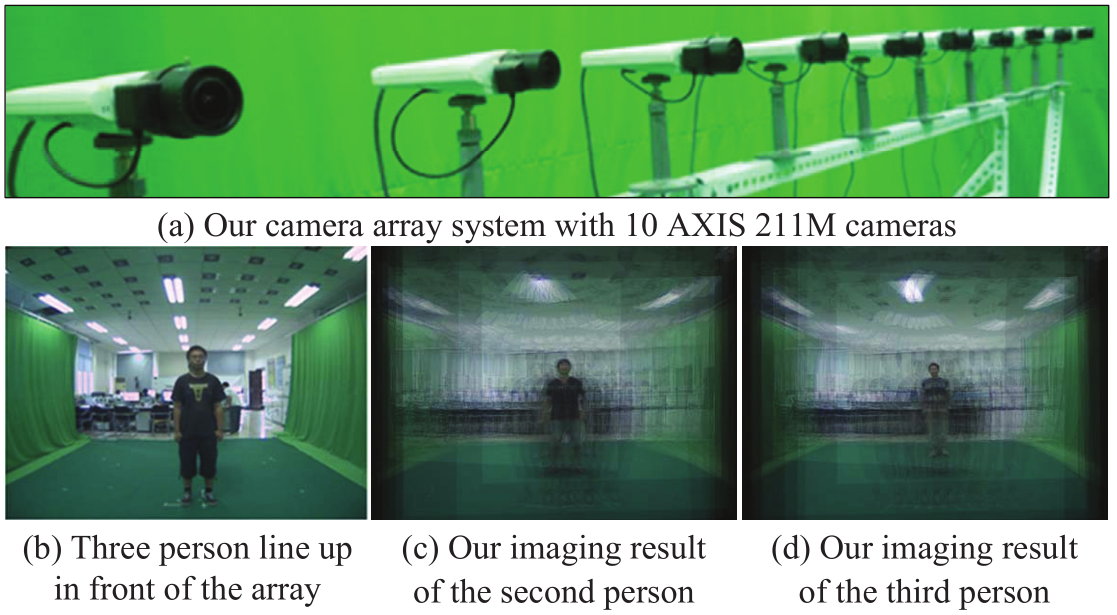 (a) Our camera array system with 10 AXIS 211M cameras
(b) Three person line up
in front of the array
(c) Our imaging result
of the second person
(d) Our imaging result
of the third person